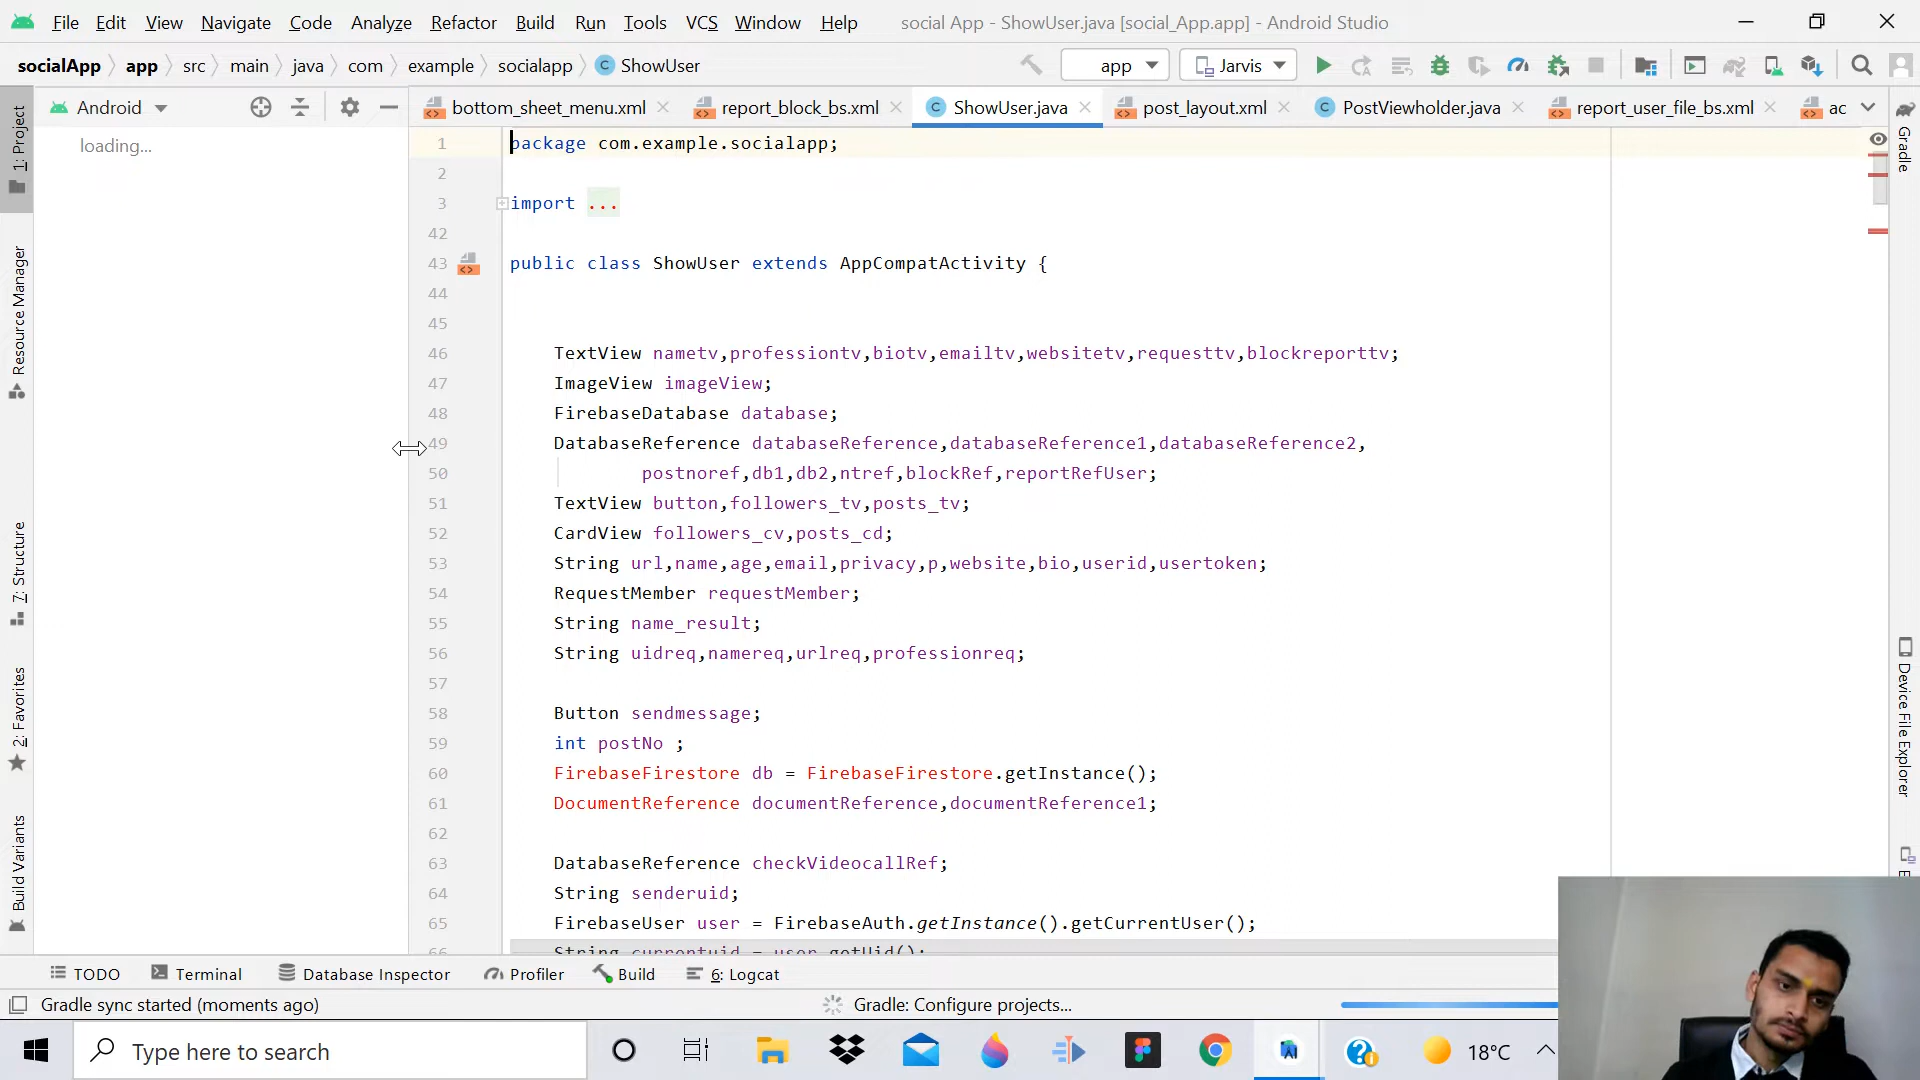 File Edit View Navigate Code Analyze Refactor Build Run Tools VCS Window Help social App - ShowUser.java [social_App.app] - Android Studio
socialApp app src main java com example socialapp ShowUser app Jarvis
Android bottom_sheet_menu.xml report_block_bs.xml ShowUser.java post_layout.xml PostViewholder.java report_user_file_bs.xml ac
loading...
1 package com.example.socialapp;
2
3 import ...
42
43 public class ShowUser extends AppCompatActivity {
44
45
46 TextView nametv,professiontv,biotv,emailtv,websitetv,requesttv,blockreporttv;
47 ImageView imageView;
48 FirebaseDatabase database;
49 DatabaseReference databaseReference,databaseReference1,databaseReference2,
50 postnoref,db1,db2,ntref,blockRef,reportRefUser;
51 TextView button,followers_tv,posts_tv;
52 CardView followers_cv,posts_cd;
53 String url,name,age,email,privacy,p,website,bio,userid,usertoken;
54 RequestMember requestMember;
55 String name_result;
56 String uidreq,namereq,urlreq,professionreq;
57
58 Button sendmessage;
59 int postNo ;
60 FirebaseFirestore db = FirebaseFirestore.getInstance();
61 DocumentReference documentReference,documentReference1;
62
63 DatabaseReference checkVideocallRef;
64 String senderuid;
65 FirebaseUser user = FirebaseAuth.getInstance().getCurrentUser();
66 String currentuid = user.getUid();
1: Project
Resource Manager
7: Structure
2: Favorites
Build Variants
Gradle
Device File Explorer
TODO Terminal Database Inspector Profiler Build 6: Logcat
Gradle sync started (moments ago) Gradle: Configure projects...
Type here to search 18°C